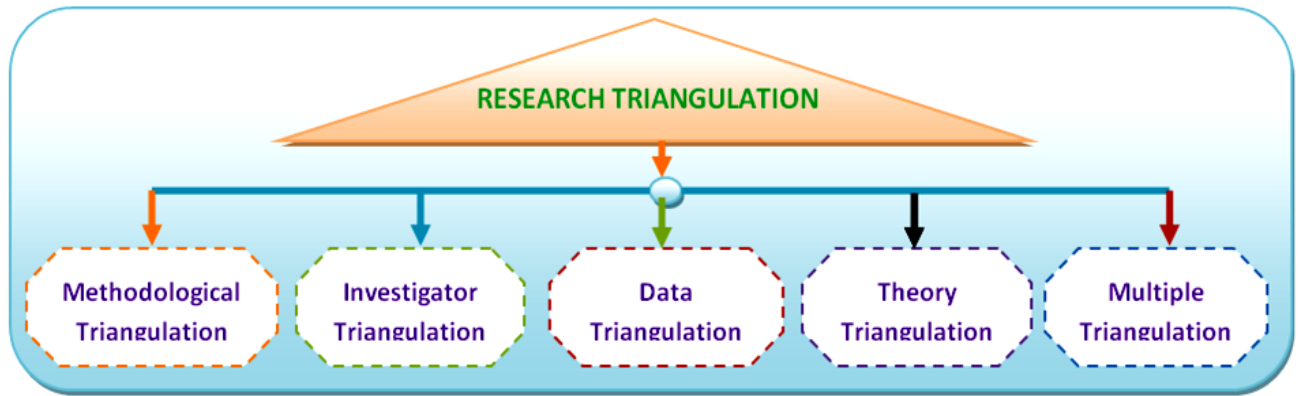 RESEARCH TRIANGULATION
Methodological
Triangulation
Investigator
Triangulation
Data
Triangulation
Theory
Triangulation
Multiple
Triangulation